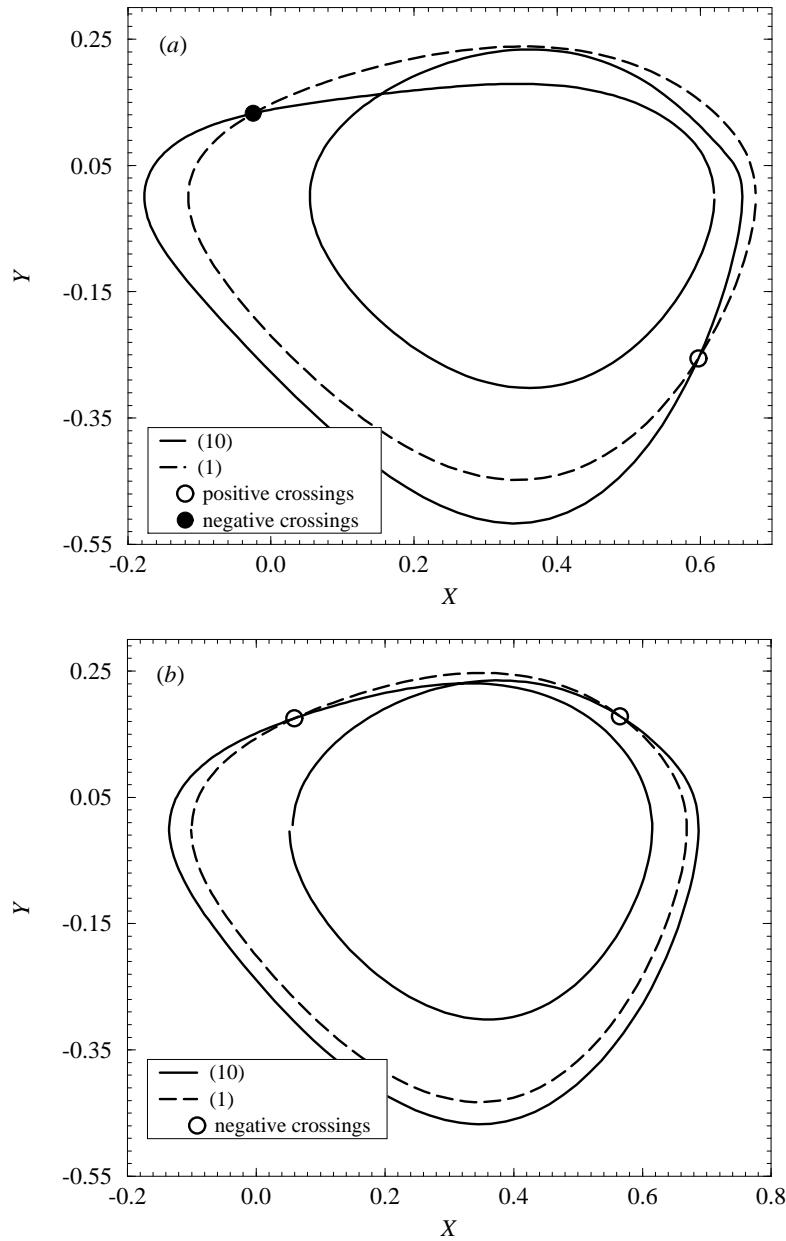 (a)
0.25
0.05
-0.15
-0.35
-0.55
Y
(10)
(1)
positive crossings
negative crossings
-0.2 0.0 0.2 0.4 0.6
X
(b)
0.25
0.05
-0.15
-0.35
-0.55
Y
(10)
(1)
negative crossings
-0.2 0.0 0.2 0.4 0.6 0.8
X